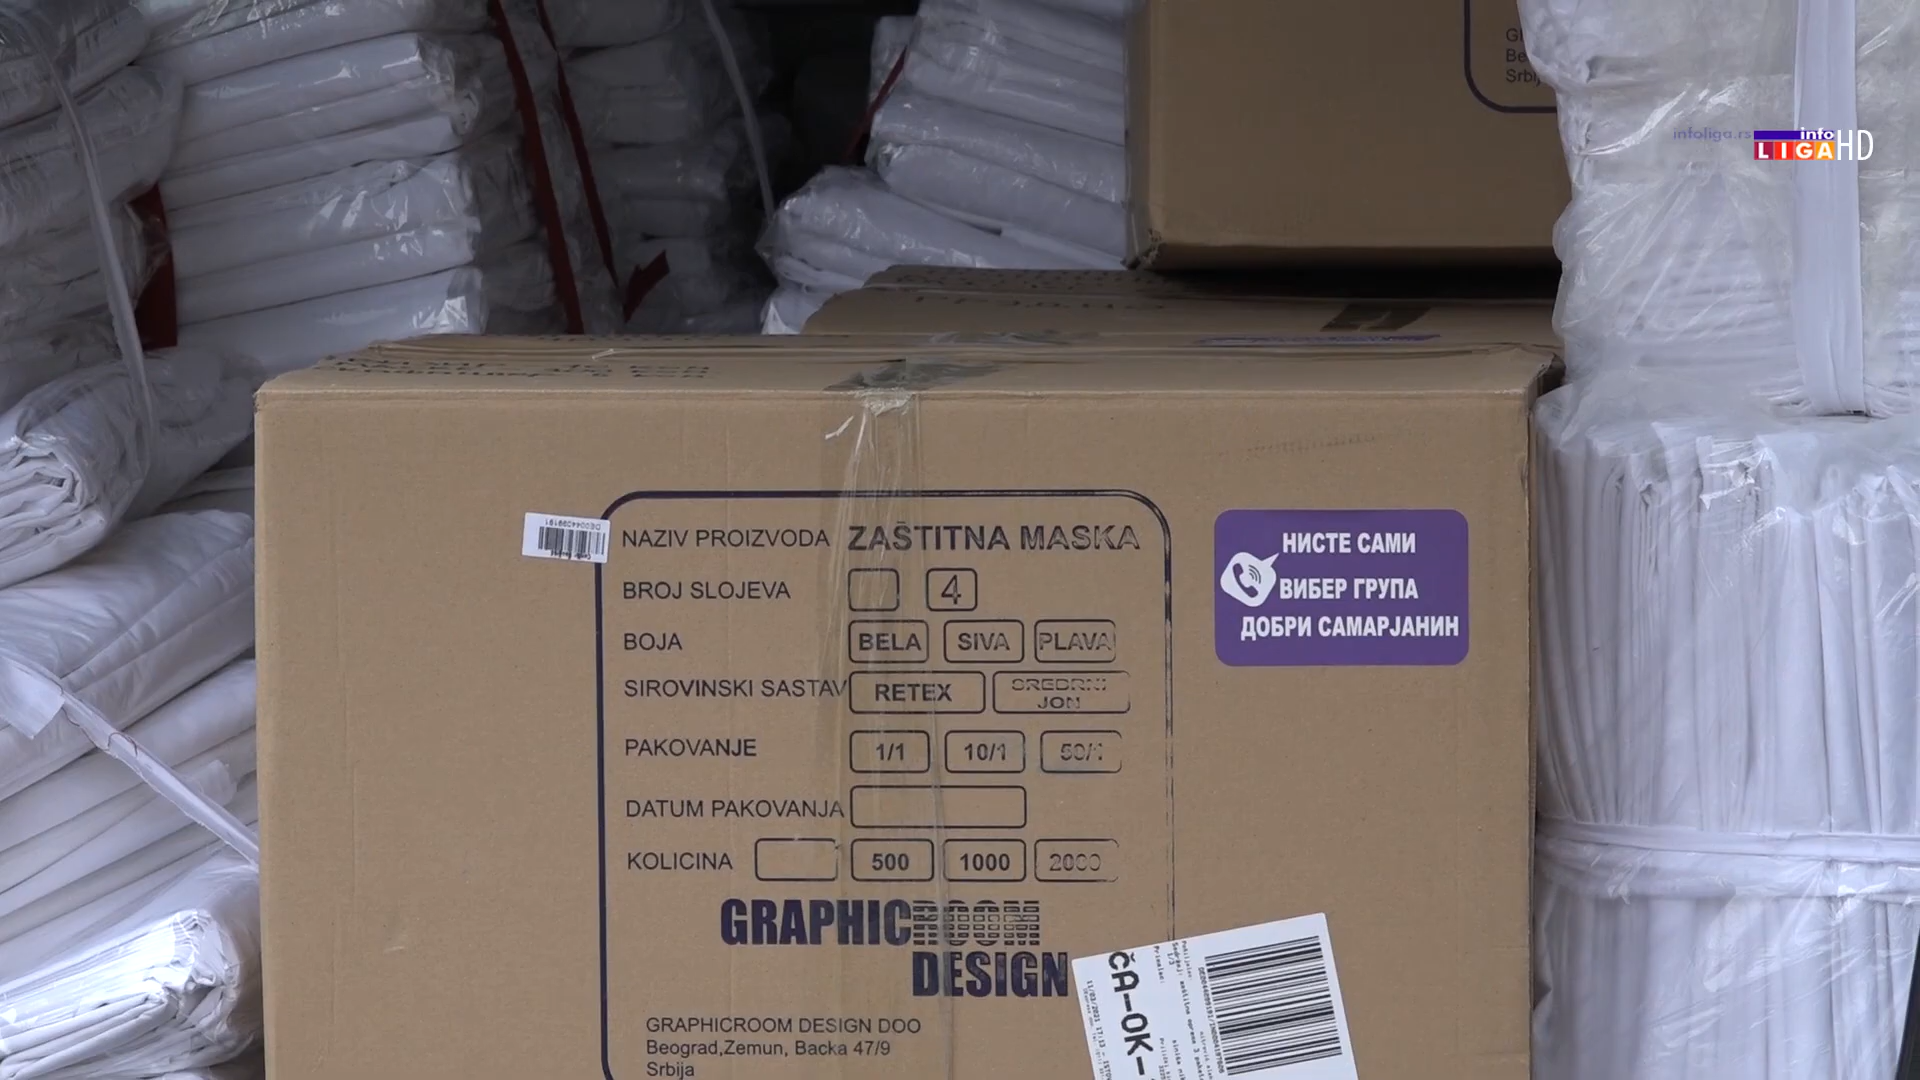 infoliga.rs
info
LIGA HD
NAZIV PROIZVODA ZAŠTITNA MASKA
BROJ SLOJEVA 4
BOJA BELA SIVA PLAVA
SIROVINSKI SASTAV RETEX SREBRNI JON
PAKOVANJE 1/1 10/1 50/1
DATUM PAKOVANJA
KOLICINA 500 1000 2000
GRAPHICROOM
DESIGN
GRAPHICROOM DESIGN DOO
Beograd,Zemun, Backa 47/9
Srbija
НИСТЕ САМИ
ВИБЕР ГРУПА
ДОБРИ САМАРЈАНИН
ČA-OK-